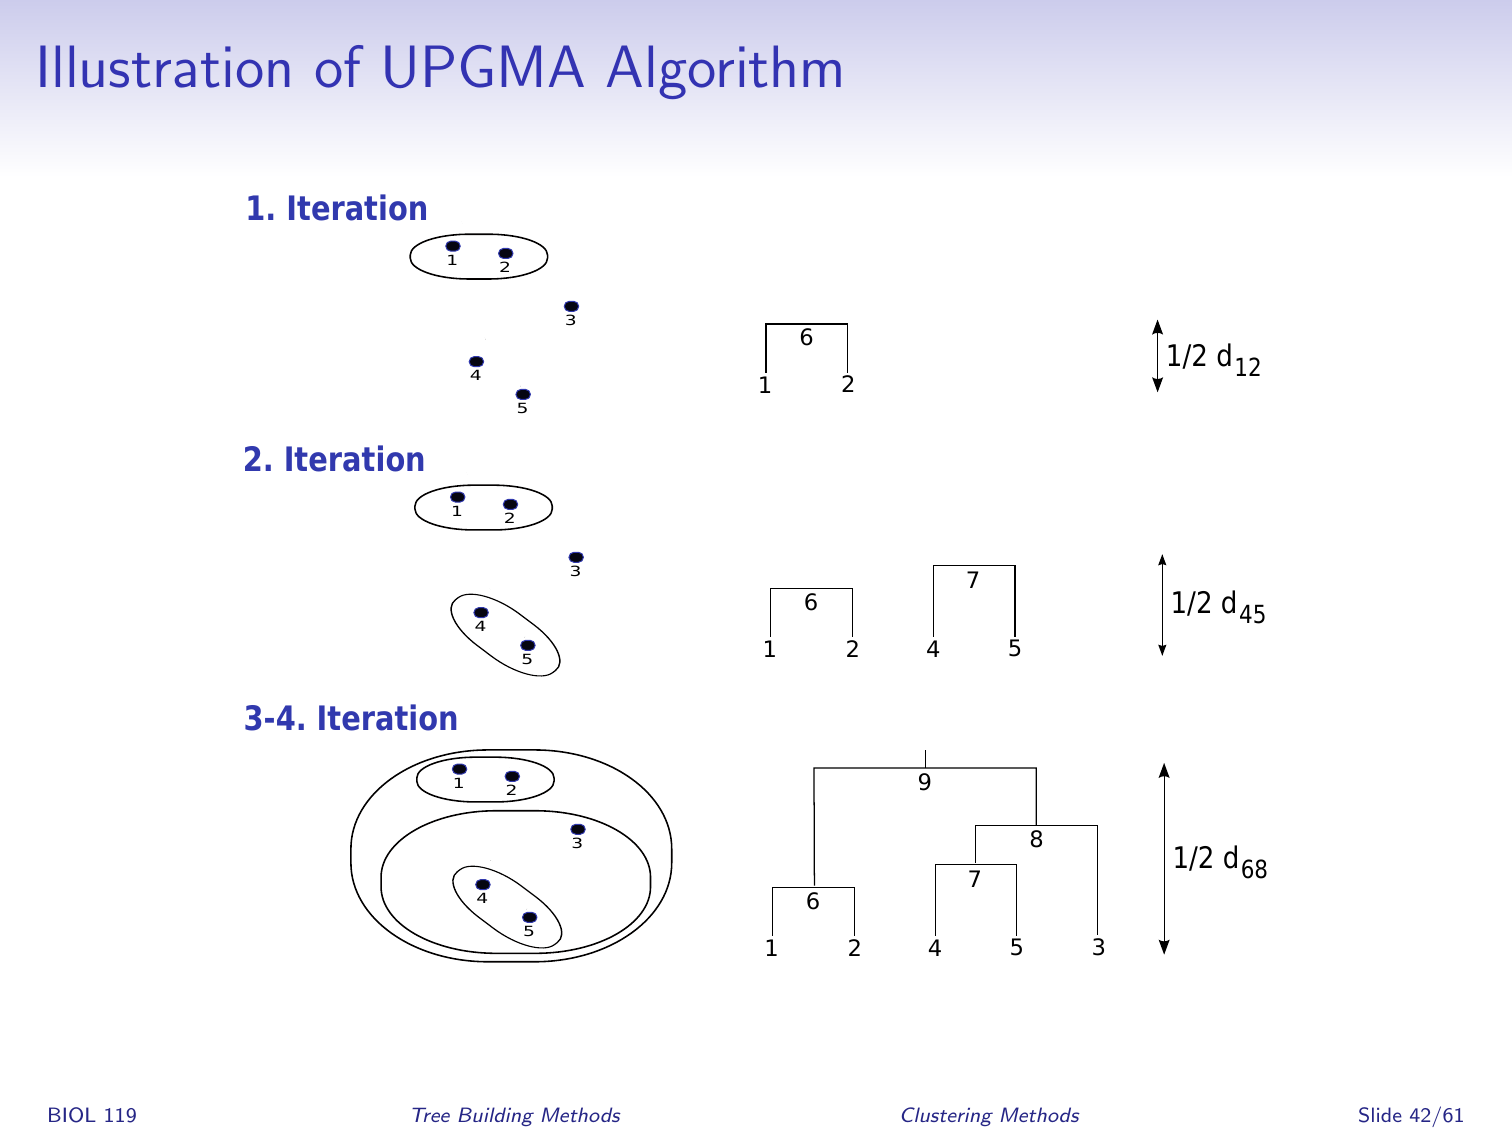 Illustration of UPGMA Algorithm
1. Iteration
1 2
3
4
5
6
1 2
1/2 d12
2. Iteration
1 2
3
4
5
6 7
1 2 4 5
1/2 d45
3-4. Iteration
1 2
3
4
5
9
8
7
6
1 2 4 5 3
1/2 d68
BIOL 119 Tree Building Methods Clustering Methods Slide 42/61